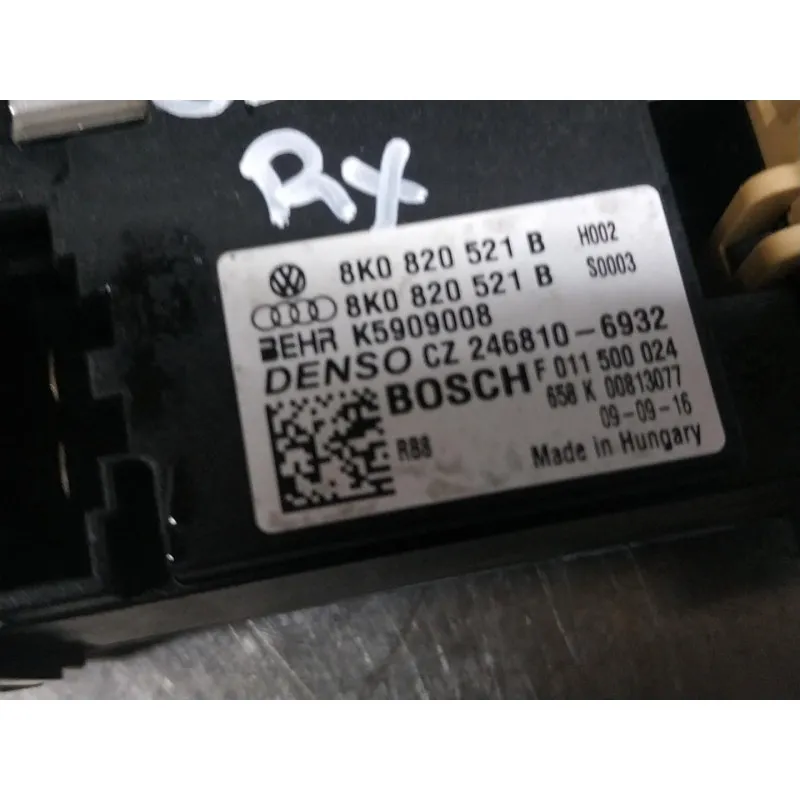 Rx
8K0 820 521 B H002
8K0 820 521 B S0003
BEHR K5909008
DENSO CZ 246810-6932
BOSCH F 011 500 024
658 K 00813077
09-09-16
R88 Made in Hungary